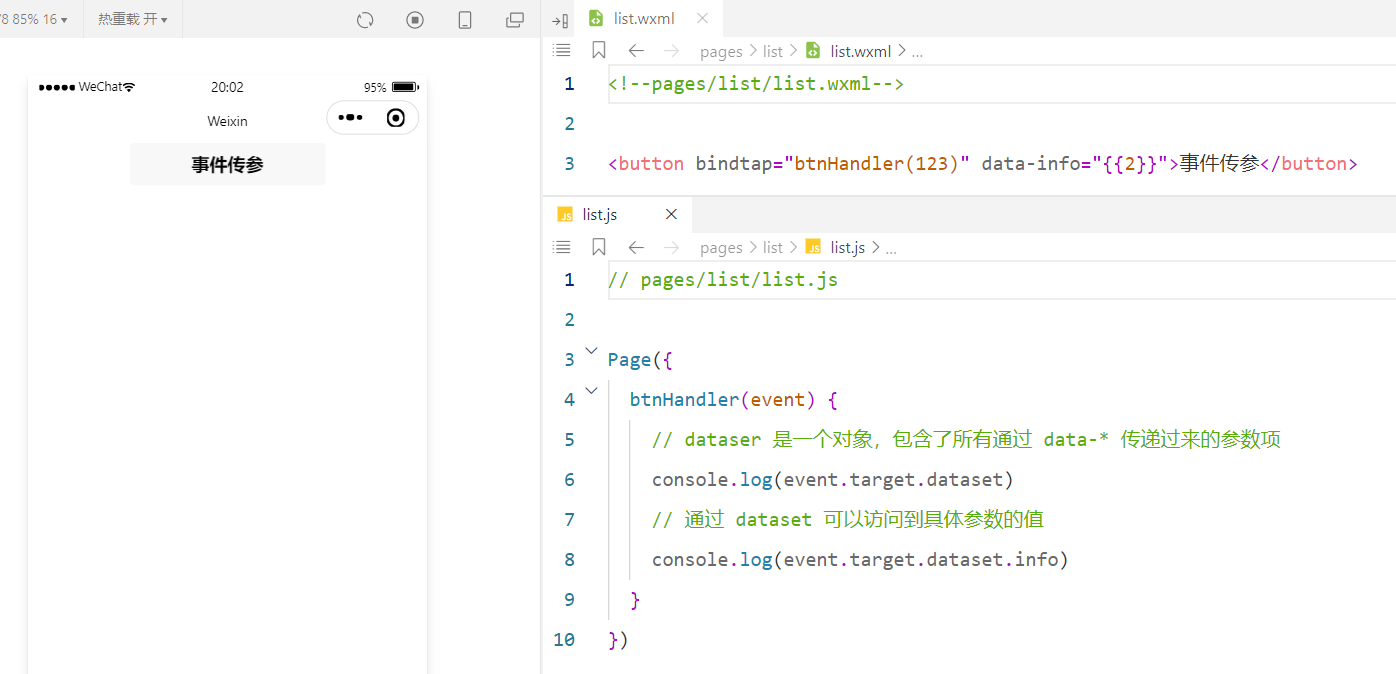 85% 16 热重载 开
WeChat 20:02 95%
Weixin
事件传参
list.wxml
pages list list.wxml ...
1 <!--pages/list/list.wxml-->
2
3 <button bindtap="btnHandler(123)" data-info="{{2}}">事件传参</button>
list.js
pages list list.js ...
1 // pages/list/list.js
2
3 Page({
4 btnHandler(event) {
5 // dataser 是一个对象，包含了所有通过 data-* 传递过来的参数项
6 console.log(event.target.dataset)
7 // 通过 dataset 可以访问到具体参数的值
8 console.log(event.target.dataset.info)
9 }
10 })